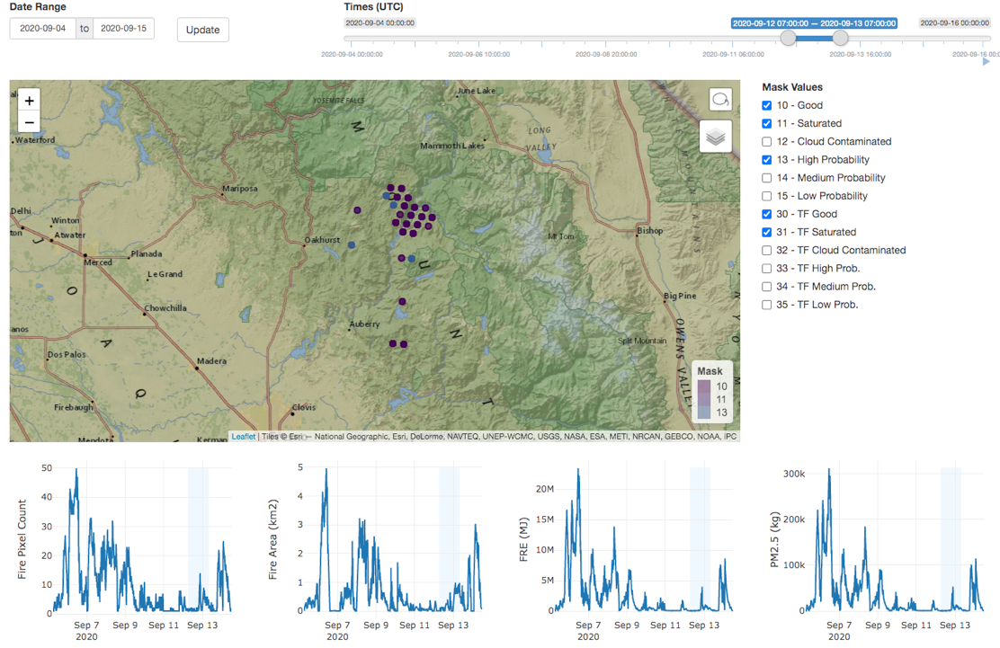 Date Range
2020-09-04 to 2020-09-15
Update
Times (UTC)
2020-09-04 00:00:00
2020-09-12 07:00:00 — 2020-09-13 07:00:00
2020-09-16 00:00:00
2020-09-04 00:00:00
2020-09-06 10:00:00
2020-09-08 20:00:00
2020-09-11 06:00:00
2020-09-13 16:00:00
2020-09-16 00:0
+
−
YOSEMITE FALLS
June Lake
M
LONG
VALLEY
Waterford
Mammoth Lakes
Mariposa
Delhi
Winton
Atwater
Oakhurst
Mt Tom
Bishop
Planada
Merced
J
Le Grand
U
O
Chowchilla
Big Pine
Auberry
anos
A
N
Split Mountain
Dos Palos
Madera
OWENS VALLEY
Q
T
Firebaugh
Clovis
Mendot
Kerman
Mask
10
11
13
Leaflet | Tiles © Esri — National Geographic, Esri, DeLorme, NAVTEQ, UNEP-WCMC, USGS, NASA, ESA, METI, NRCAN, GEBCO, NOAA, iPC
Mask Values
10 - Good
11 - Saturated
12 - Cloud Contaminated
13 - High Probability
14 - Medium Probability
15 - Low Probability
30 - TF Good
31 - TF Saturated
32 - TF Cloud Contaminated
33 - TF High Prob.
34 - TF Medium Prob.
35 - TF Low Prob.
Fire Pixel Count
50
40
30
20
10
0
Sep 7 Sep 9 Sep 11 Sep 13
2020
Fire Area (km2)
5
4
3
2
1
0
Sep 7 Sep 9 Sep 11 Sep 13
2020
FRE (MJ)
20M
15M
10M
5M
0
Sep 7 Sep 9 Sep 11 Sep 13
2020
PM2.5 (kg)
300k
200k
100k
0
Sep 7 Sep 9 Sep 11 Sep 13
2020